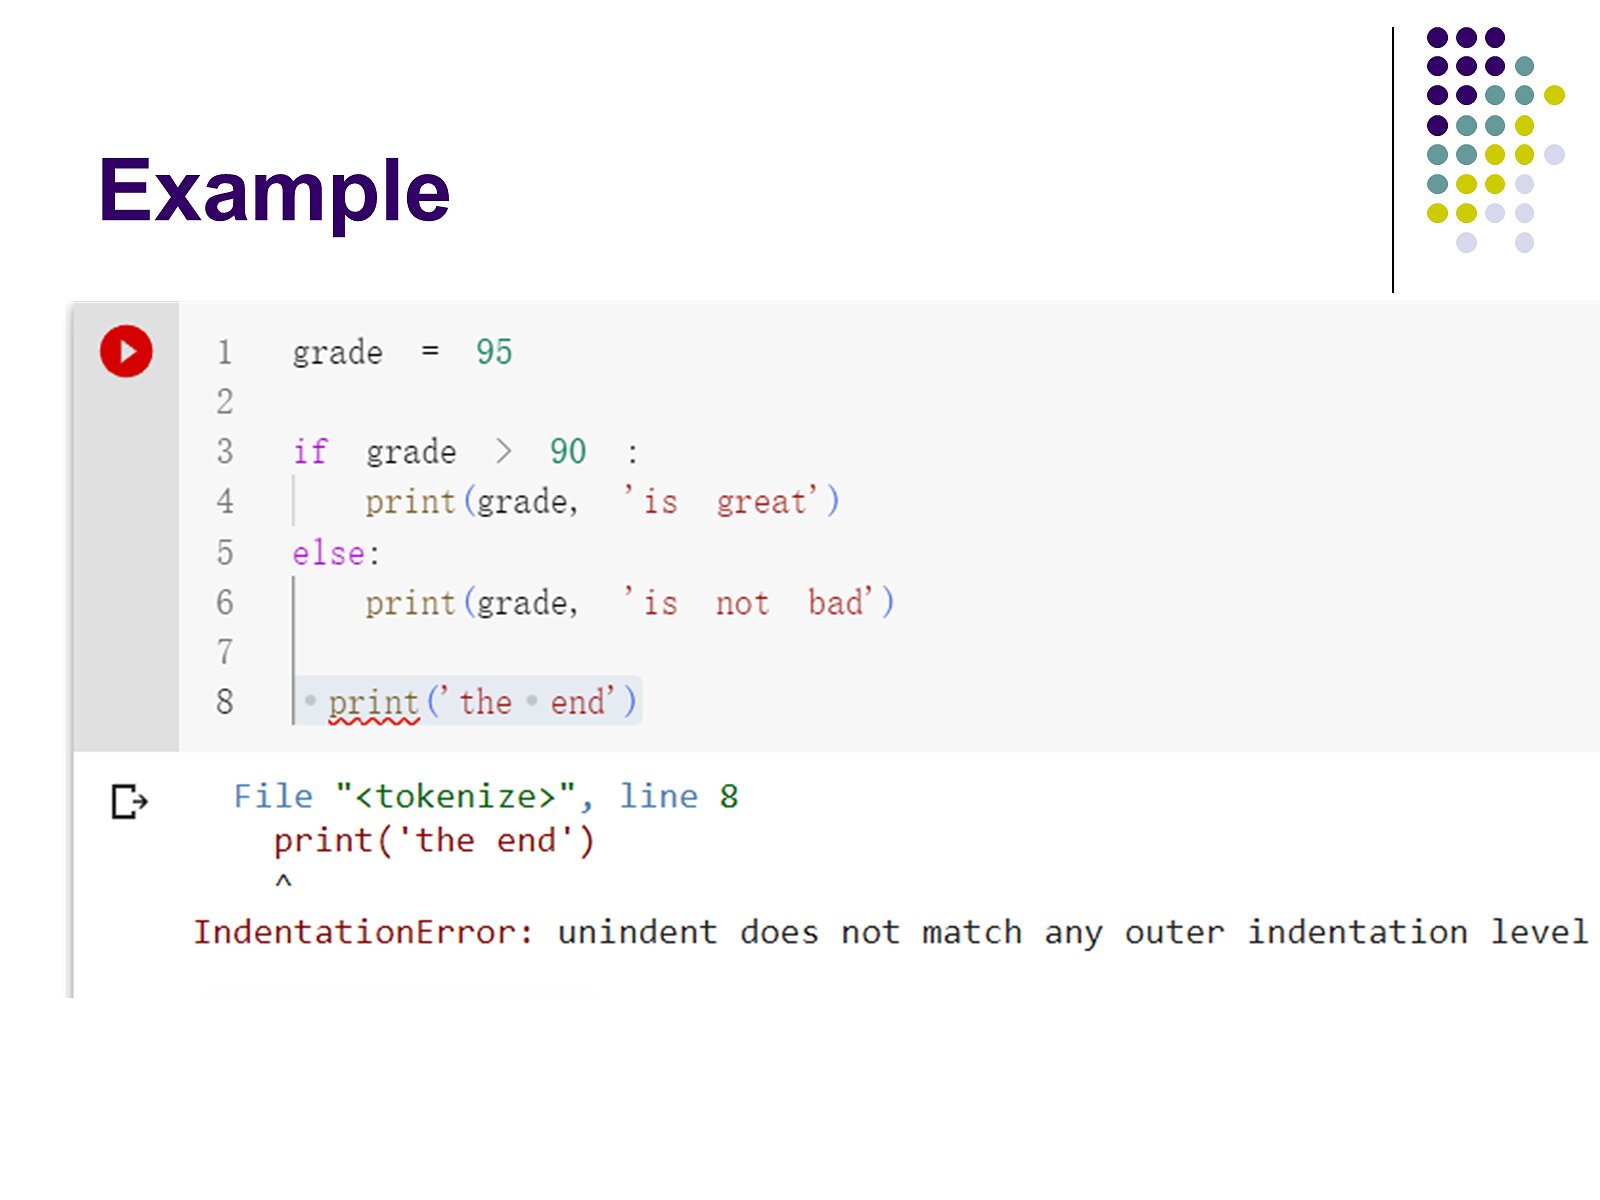 Example
1 grade = 95
2
3 if grade > 90 :
4 print(grade, 'is great')
5 else:
6 print(grade, 'is not bad')
7
8 print('the end')
File "<tokenize>", line 8
print('the end')
^
IndentationError: unindent does not match any outer indentation level